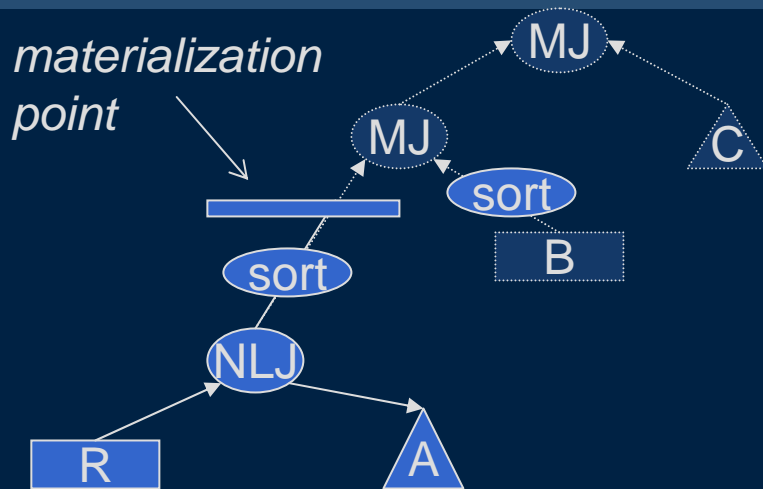 materialization
point
MJ
MJ
C
sort
B
sort
NLJ
R
A